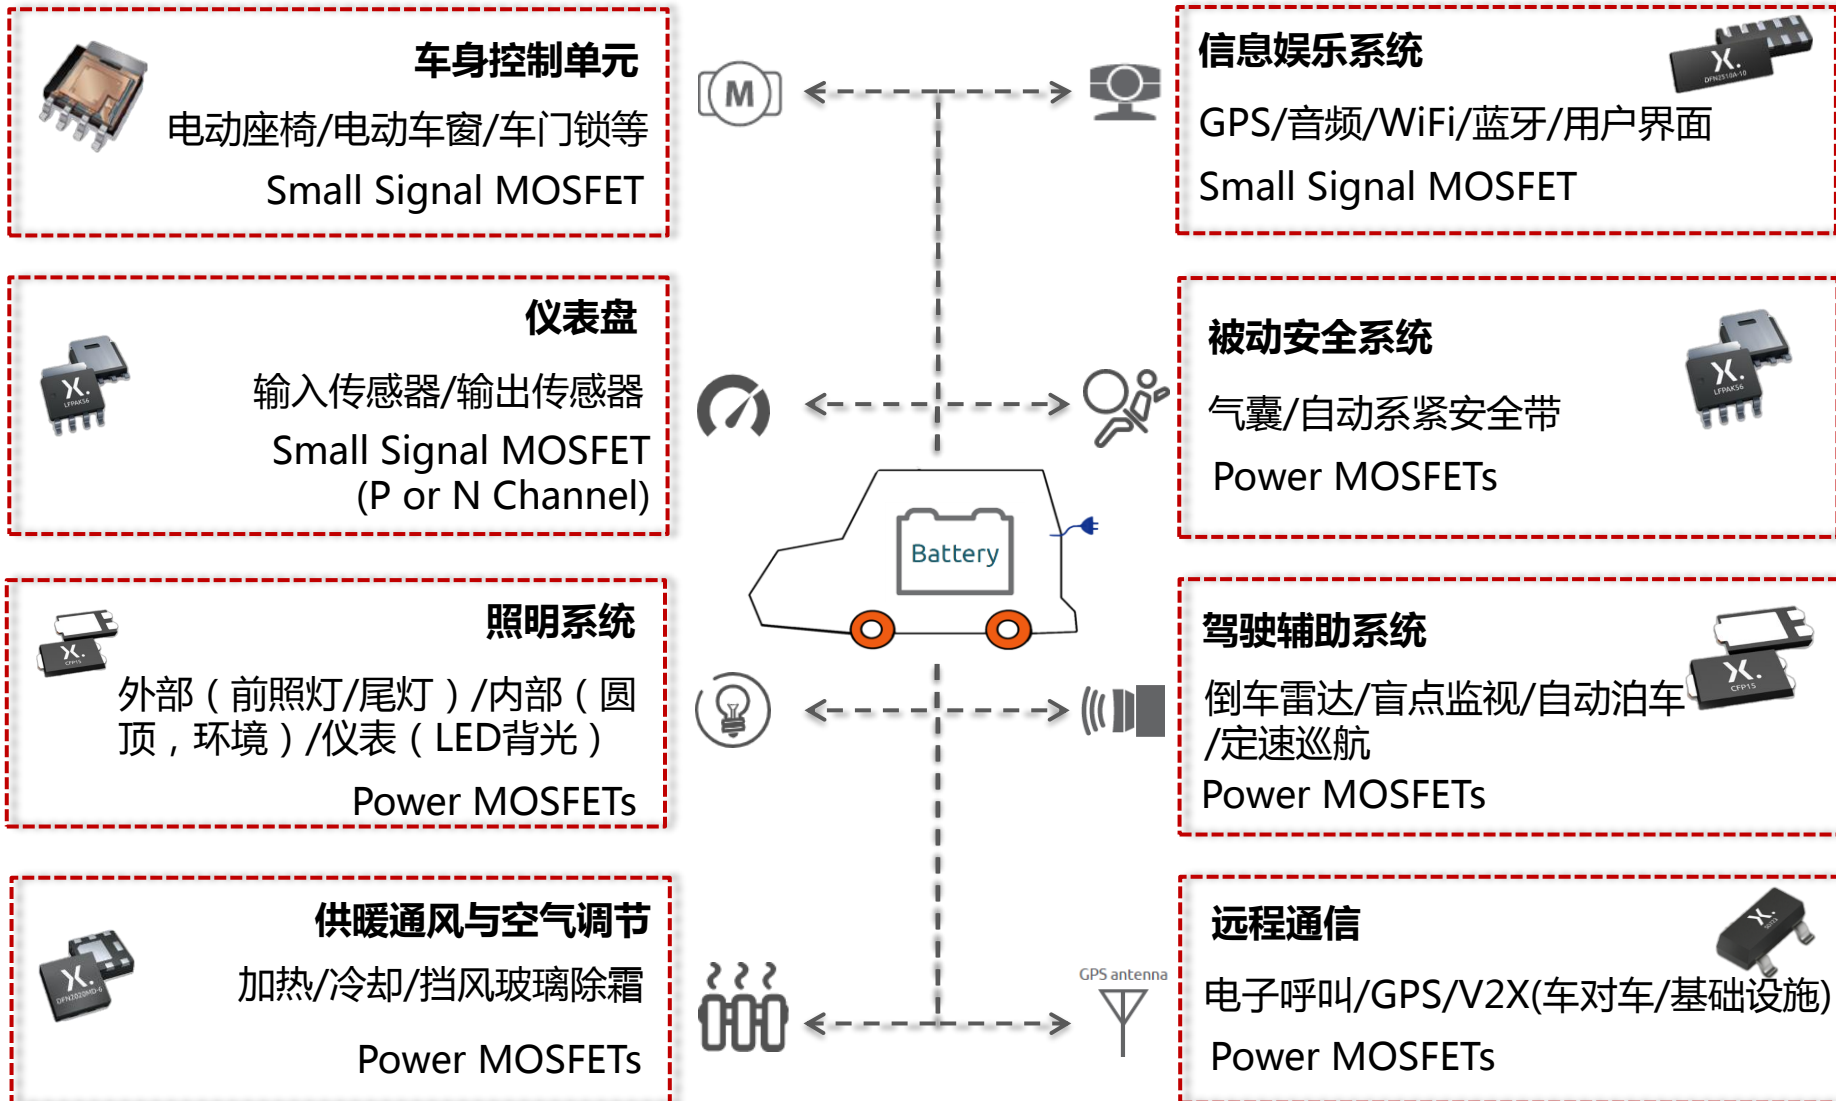 车身控制单元
电动座椅/电动车窗/车门锁等
Small Signal MOSFET
M
信息娱乐系统
GPS/音频/WiFi/蓝牙/用户界面
Small Signal MOSFET
X.
DFN2510A-10
仪表盘
输入传感器/输出传感器
Small Signal MOSFET
(P or N Channel)
X.
LFPAK56
被动安全系统
气囊/自动系紧安全带
Power MOSFETs
X.
LFPAK56
Battery
照明系统
外部（前照灯/尾灯）/内部（圆
顶，环境）/仪表（LED背光）
Power MOSFETs
X.
CFP15
驾驶辅助系统
倒车雷达/盲点监视/自动泊车
/定速巡航
Power MOSFETs
X.
CFP15
供暖通风与空气调节
加热/冷却/挡风玻璃除霜
Power MOSFETs
X.
DFN2020MD-6
GPS antenna
远程通信
电子呼叫/GPS/V2X(车对车/基础设施)
Power MOSFETs
X.